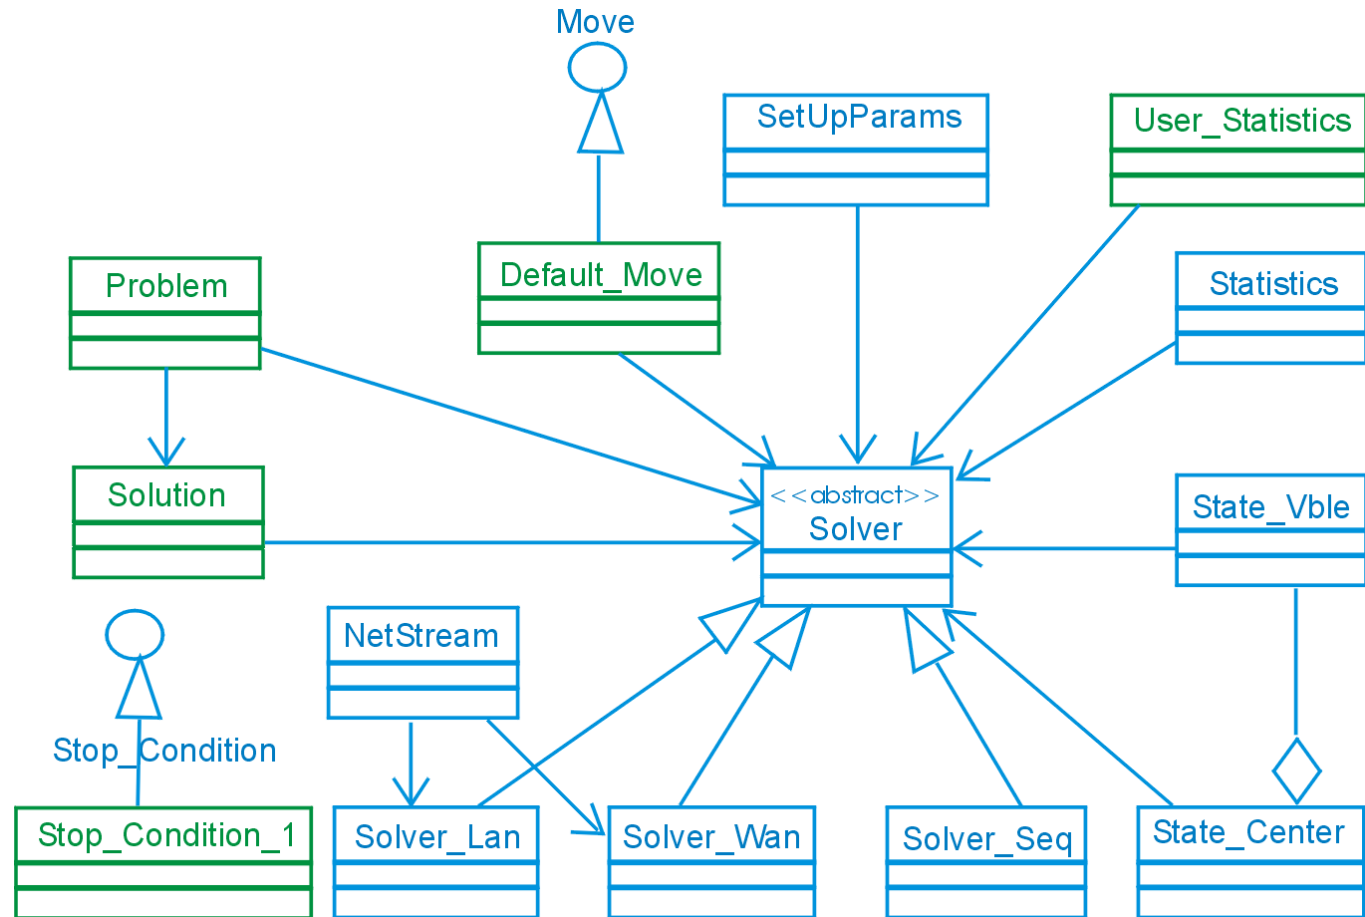 Move
SetUpParams
User_Statistics
Problem
Default_Move
Statistics
Solution
<<abstract>>
Solver
State_Vble
NetStream
Stop_Condition
Stop_Condition_1
Solver_Lan
Solver_Wan
Solver_Seq
State_Center